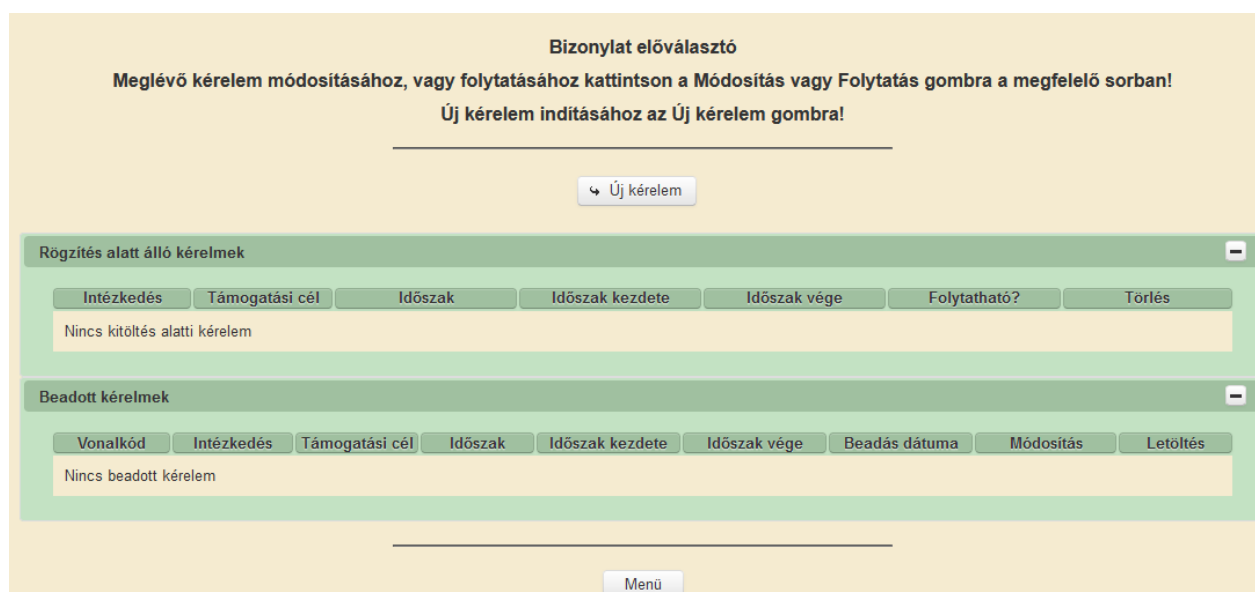 Bizonylat előválasztó
Meglévő kérelem módosításához, vagy folytatásához kattintson a Módosítás vagy Folytatás gombra a megfelelő sorban!
Új kérelem indításához az Új kérelem gombra!
Új kérelem
Rögzítés alatt álló kérelmek
Intézkedés Támogatási cél Időszak Időszak kezdete Időszak vége Folytatható? Törlés
Nincs kitöltés alatti kérelem
Beadott kérelmek
Vonalkód Intézkedés Támogatási cél Időszak Időszak kezdete Időszak vége Beadás dátuma Módosítás Letöltés
Nincs beadott kérelem
Menü